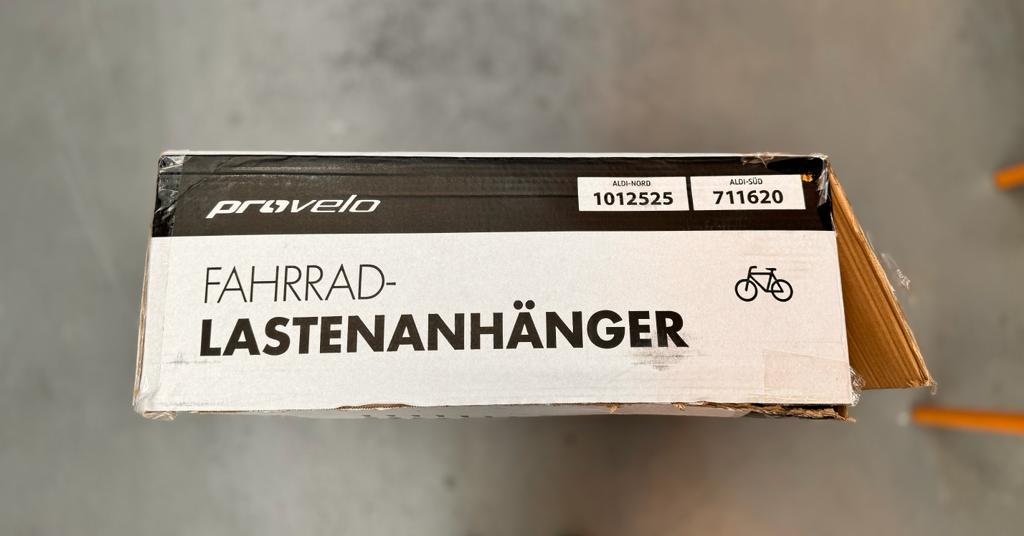 provelo
ALDI-NORD
1012525
ALDI-SÜD
711620
FAHRRAD-
LASTENANHÄNGER